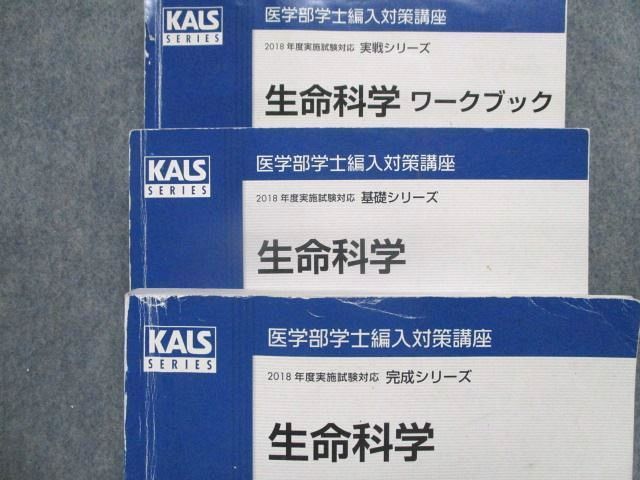 KALS
SERIES
医学部学士編入対策講座
2018 年度実施試験対応 実戦シリーズ
生命科学 ワークブック
KALS
SERIES
医学部学士編入対策講座
2018 年度実施試験対応 基礎シリーズ
生命科学
KALS
SERIES
医学部学士編入対策講座
2018 年度実施試験対応 完成シリーズ
生命科学